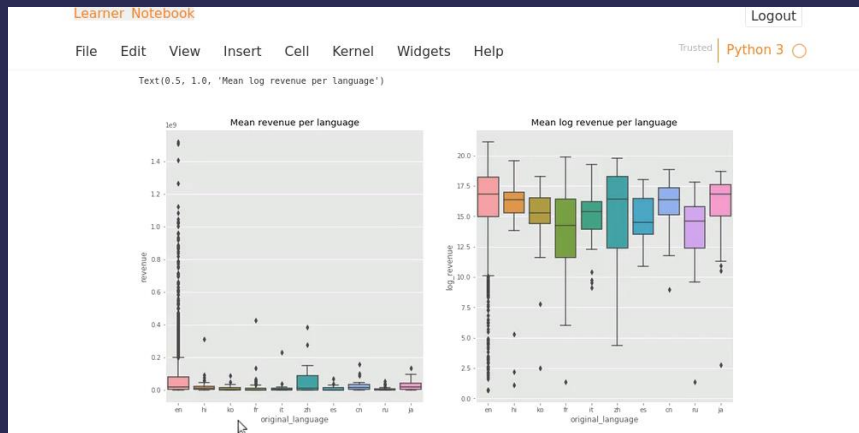 Learner Notebook
Logout
File Edit View Insert Cell Kernel Widgets Help
Trusted Python 3
Text(0.5, 1.0, 'Mean log revenue per language')
Mean revenue per language
1e9
1.4
1.2
1.0
0.8
0.6
0.4
0.2
0.0
revenue
en hi ko fr it zh es cn ru ja
original_language
Mean log revenue per language
20.0
17.5
15.0
12.5
10.0
7.5
5.0
2.5
0.0
log_revenue
en hi ko fr it zh es cn ru ja
original_language